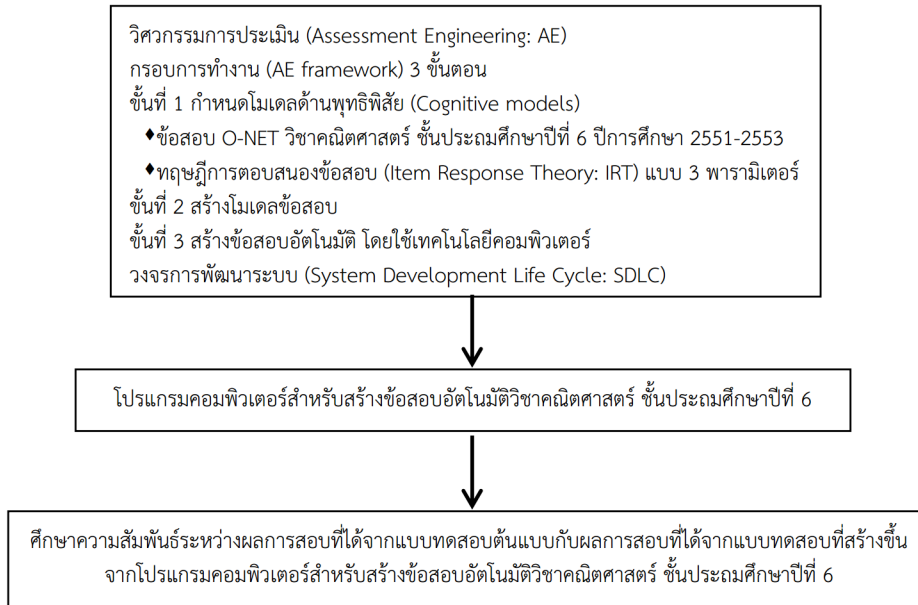 วิศวกรรมการประเมิน (Assessment Engineering: AE)
กรอบการทำงาน (AE framework) 3 ขั้นตอน
ขั้นที่ 1 กำหนดโมเดลด้านพุทธิพิสัย (Cognitive models)
♦ข้อสอบ O-NET วิชาคณิตศาสตร์ ชั้นประถมศึกษาปีที่ 6 ปีการศึกษา 2551-2553
♦ทฤษฎีการตอบสนองข้อสอบ (Item Response Theory: IRT) แบบ 3 พารามิเตอร์
ขั้นที่ 2 สร้างโมเดลข้อสอบ
ขั้นที่ 3 สร้างข้อสอบอัตโนมัติ โดยใช้เทคโนโลยีคอมพิวเตอร์
วงจรการพัฒนาระบบ (System Development Life Cycle: SDLC)
โปรแกรมคอมพิวเตอร์สำหรับสร้างข้อสอบอัตโนมัติวิชาคณิตศาสตร์ ชั้นประถมศึกษาปีที่ 6
ศึกษาความสัมพันธ์ระหว่างผลการสอบที่ได้จากแบบทดสอบต้นแบบกับผลการสอบที่ได้จากแบบทดสอบที่สร้างขึ้น
จากโปรแกรมคอมพิวเตอร์สำหรับสร้างข้อสอบอัตโนมัติวิชาคณิตศาสตร์ ชั้นประถมศึกษาปีที่ 6